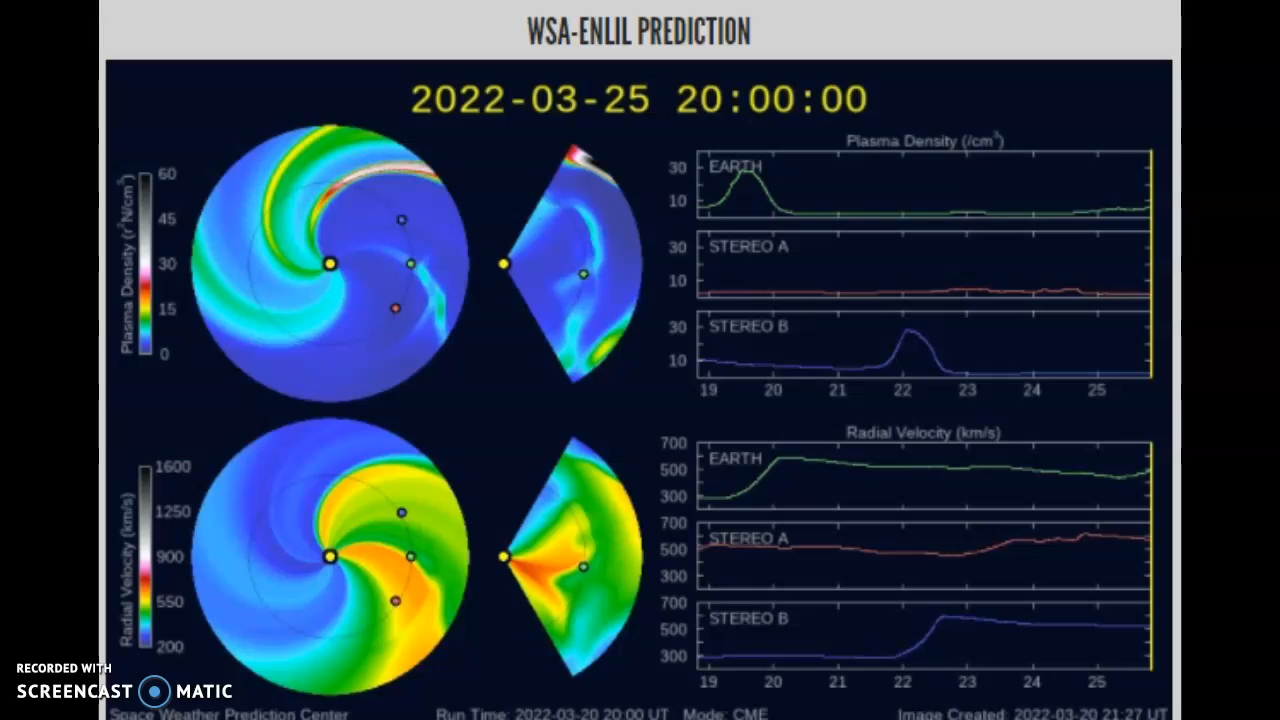 WSA-ENLIL PREDICTION
2022-03-25 20:00:00
Plasma Density (r²N/cm³)
60
45
30
15
0
Plasma Density (/cm³)
EARTH
30
10
STEREO A
30
10
STEREO B
30
10
19 20 21 22 23 24 25
Radial Velocity (km/s)
1600
1250
900
550
200
Radial Velocity (km/s)
EARTH
700
500
300
STEREO A
700
500
300
STEREO B
700
500
300
19 20 21 22 23 24 25
RECORDED WITH
SCREENCAST MATIC
Space Weather Prediction Center Run Time: 2022-03-20 20:00 UT Mode: CME Image Created: 2022-03-20 21:27 UT